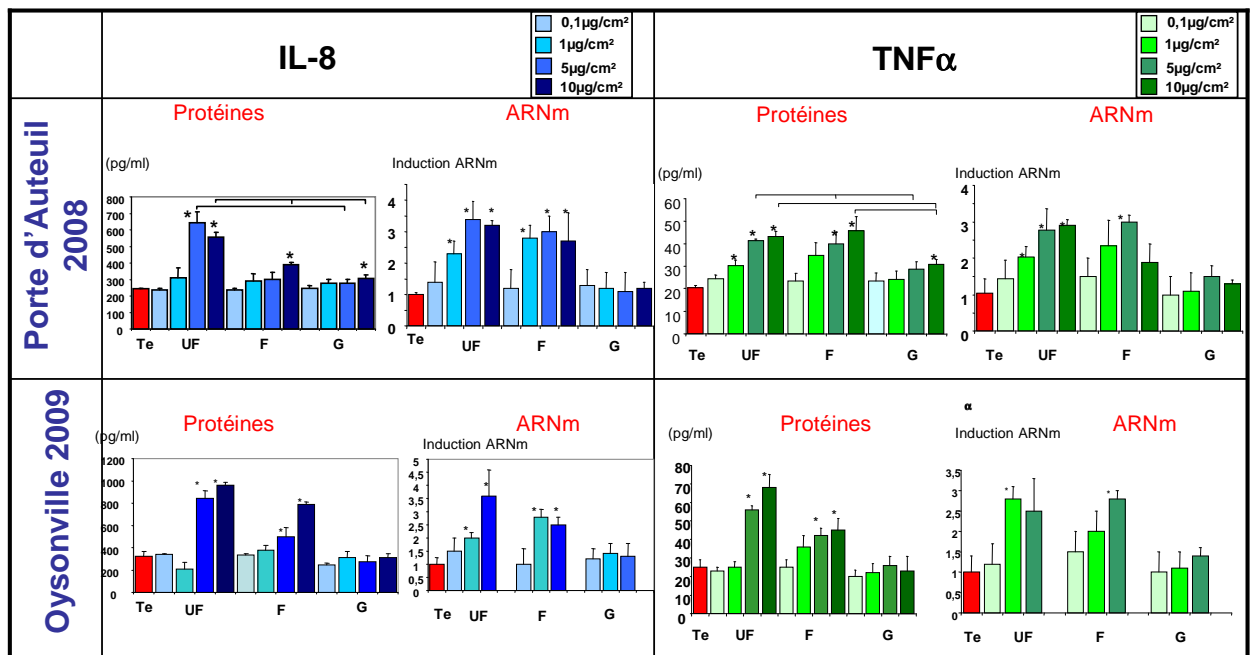 IL-8
0,1µg/cm²
1µg/cm²
5µg/cm²
10µg/cm²
TNFα
0,1µg/cm²
1µg/cm²
5µg/cm²
10µg/cm²
Porte d'Auteuil
2008
Protéines
(pg/ml)
800
700
600
500
400
300
200
100
0
* * * *
Te UF F G
ARNm
Induction ARNm
4
3
2
1
0
* * * * * *
Te UF F G
Protéines
(pg/ml)
60
50
40
30
20
10
0
* * * * * *
Te UF F G
ARNm
Induction ARNm
4
3
2
1
0
* * * *
Te UF F G
Oysonville 2009
Protéines
(pg/ml)
1200
1000
800
600
400
200
0
* * * *
Te UF F G
ARNm
Induction ARNm
5
4,5
4
3,5
3
2,5
2
1,5
1
0,5
0
* * * *
Te UF F G
Protéines
(pg/ml)
80
70
60
50
40
30
20
10
0
* * * *
Te UF F G
α
ARNm
Induction ARNm
3,5
3
2,5
2
1,5
1
0,5
0
* *
Te UF F G